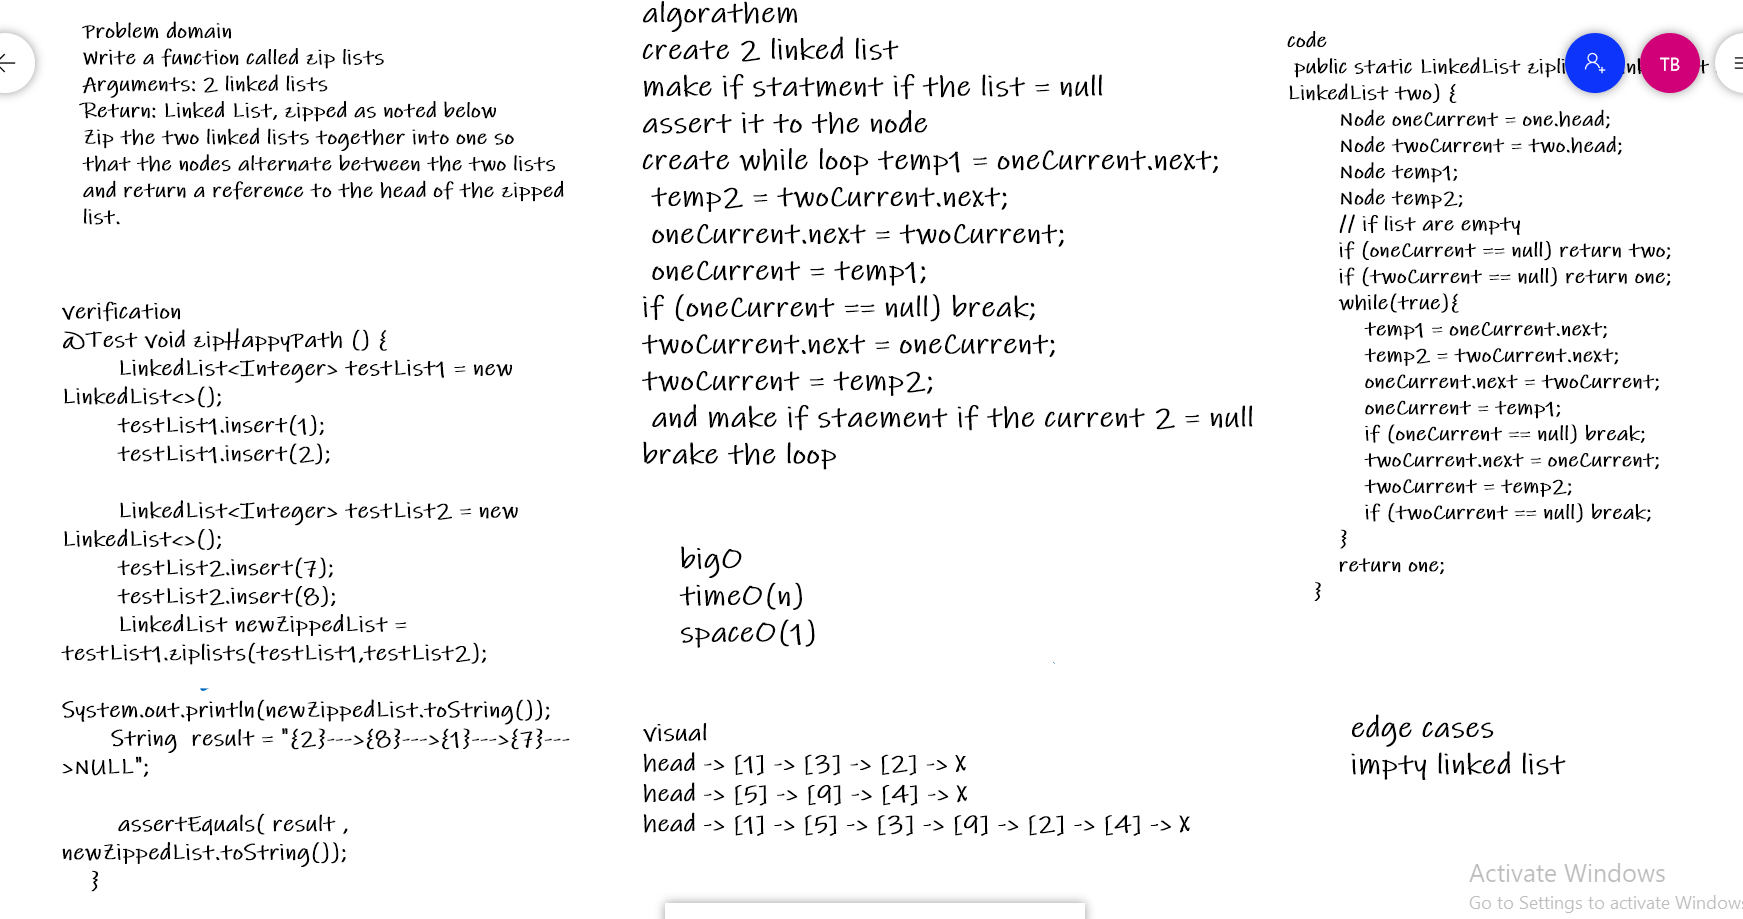 Problem domain
Write a function called zip lists
Arguments: 2 linked lists
Return: Linked List, zipped as noted below
Zip the two linked lists together into one so
that the nodes alternate between the two lists
and return a reference to the head of the zipped
list.
verification
@Test void zipHappyPath () {
LinkedList<Integer> testList1 = new
LinkedList<>();
testList1.insert(1);
testList1.insert(2);
LinkedList<Integer> testList2 = new
LinkedList<>();
testList2.insert(7);
testList2.insert(8);
LinkedList newZippedList =
testList1.ziplists(testList1,testList2);
System.out.println(newZippedList.toString());
String result = "{2}--->{8}--->{1}--->{7}---
>NULL";
assertEquals( result ,
newZippedList.toString());
}
algorathem
create 2 linked list
make if statment if the list = null
assert it to the node
create while loop temp1 = oneCurrent.next;
temp2 = twoCurrent.next;
oneCurrent.next = twoCurrent;
oneCurrent = temp1;
if (oneCurrent == null) break;
twoCurrent.next = oneCurrent;
twoCurrent = temp2;
and make if staement if the current 2 = null
brake the loop
bigO
timeO(n)
spaceO(1)
visual
head -> [1] -> [3] -> [2] -> X
head -> [5] -> [9] -> [4] -> X
head -> [1] -> [5] -> [3] -> [9] -> [2] -> [4] -> X
code
public static LinkedList zipli
LinkedList two) {
Node oneCurrent = one.head;
Node twoCurrent = two.head;
Node temp1;
Node temp2;
// if list are empty
if (oneCurrent == null) return two;
if (twoCurrent == null) return one;
while(true){
temp1 = oneCurrent.next;
temp2 = twoCurrent.next;
oneCurrent.next = twoCurrent;
oneCurrent = temp1;
if (oneCurrent == null) break;
twoCurrent.next = oneCurrent;
twoCurrent = temp2;
if (twoCurrent == null) break;
}
return one;
}
TB
edge cases
impty linked list
Activate Windows
Go to Settings to activate Windows